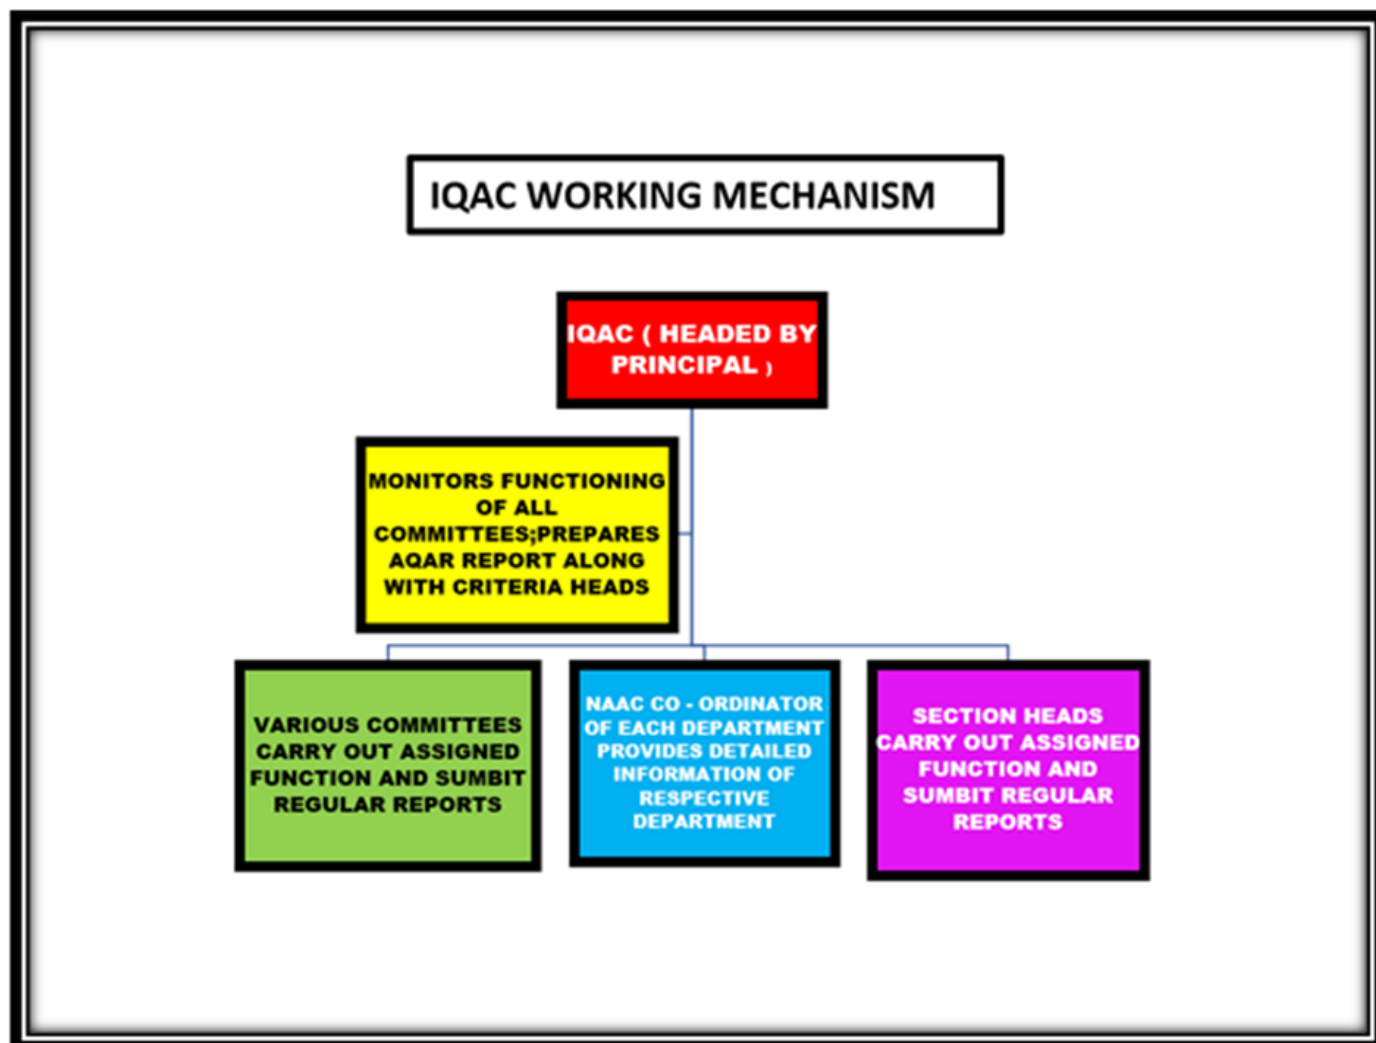 IQAC WORKING MECHANISM
IQAC ( HEADED BY
PRINCIPAL )
MONITORS FUNCTIONING
OF ALL
COMMITTEES;PREPARES
AQAR REPORT ALONG
WITH CRITERIA HEADS
VARIOUS COMMITTEES
CARRY OUT ASSIGNED
FUNCTION AND SUMBIT
REGULAR REPORTS
NAAC CO - ORDINATOR
OF EACH DEPARTMENT
PROVIDES DETAILED
INFORMATION OF
RESPECTIVE
DEPARTMENT
SECTION HEADS
CARRY OUT ASSIGNED
FUNCTION AND
SUMBIT REGULAR
REPORTS